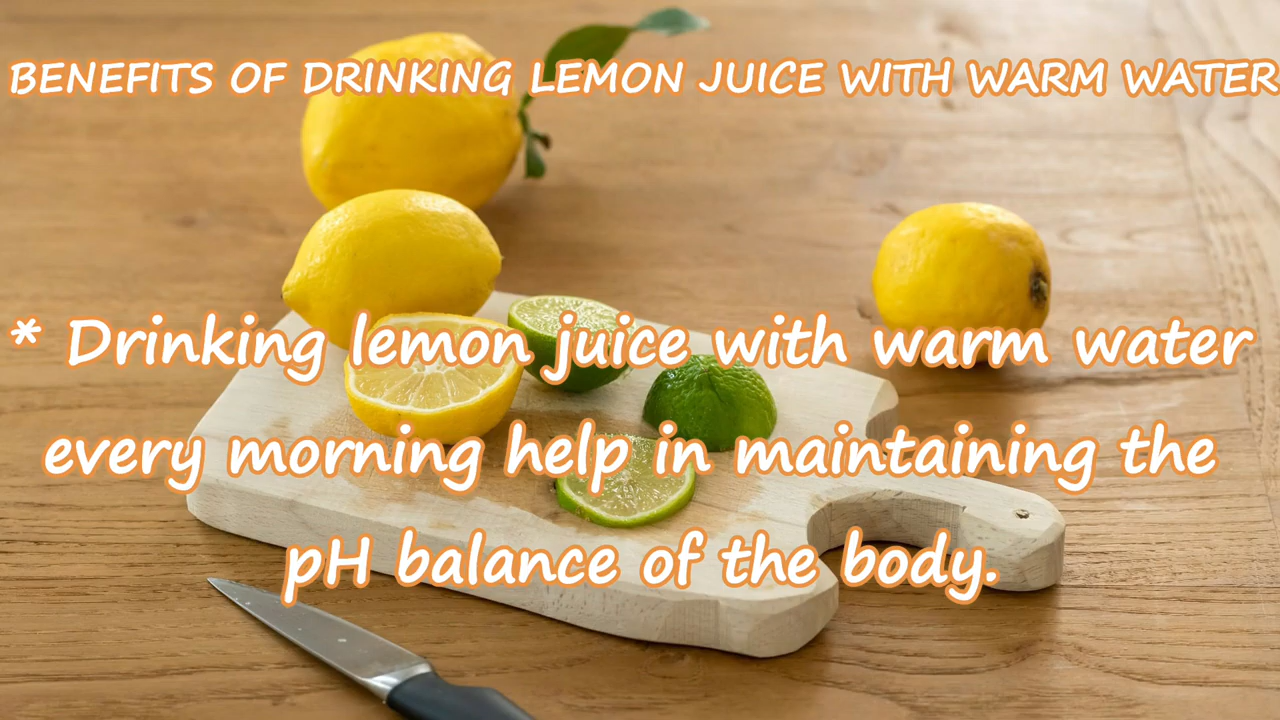 BENEFITS OF DRINKING LEMON JUICE WITH WARM WATER
* Drinking lemon juice with warm water
every morning help in maintaining the
pH balance of the body.